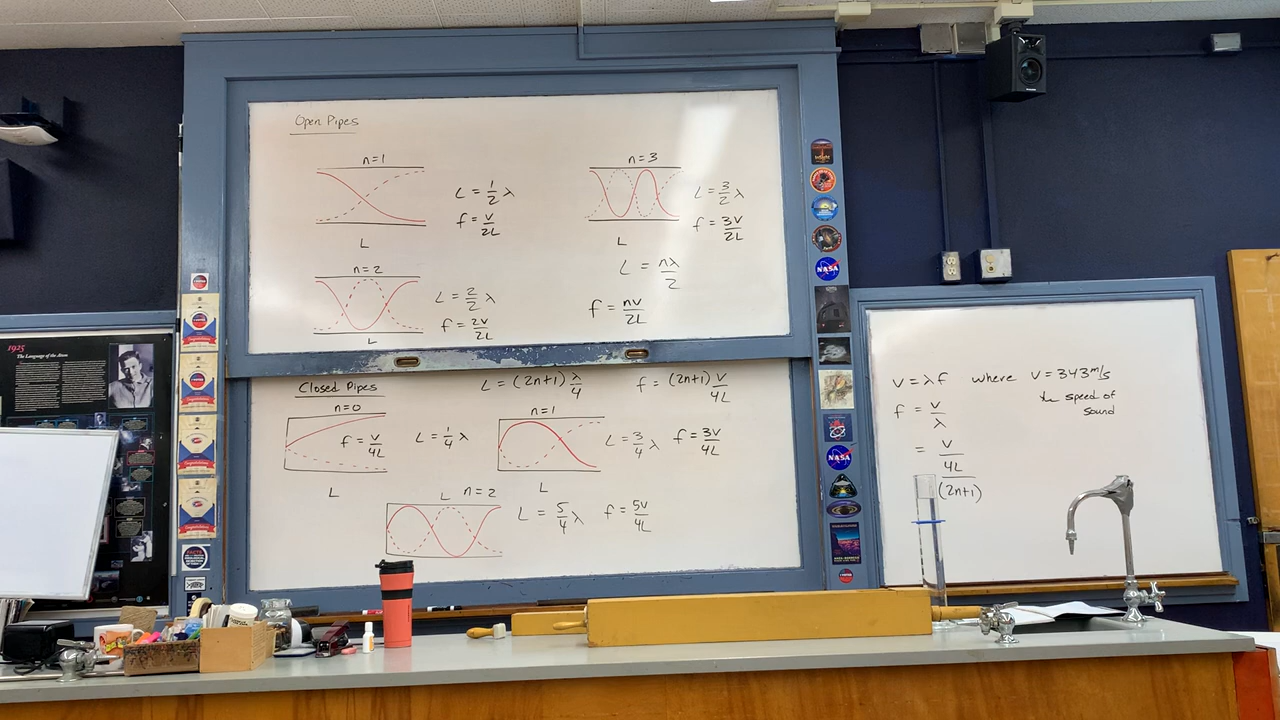 Open Pipes
n=1
L = 1/2 λ
f = v/2L
L
n=2
L = 2/2 λ
f = 2v/2L
L
n=3
L = 3/2 λ
f = 3v/2L
L
L = nλ/2
f = nv/2L
Closed Pipes
L = (2n+1) λ/4
f = (2n+1) v/4L
n=0
f = v/4L
L = 1/4 λ
L
n=1
L = 3/4 λ
f = 3v/4L
L
L n=2
L = 5/4 λ
f = 5v/4L
v = λf where v = 343 m/s
the speed of
sound
f = v/λ
= v/(4L/(2n+1))
1925
The Language of the Atom
NASA
NASA
FACTS